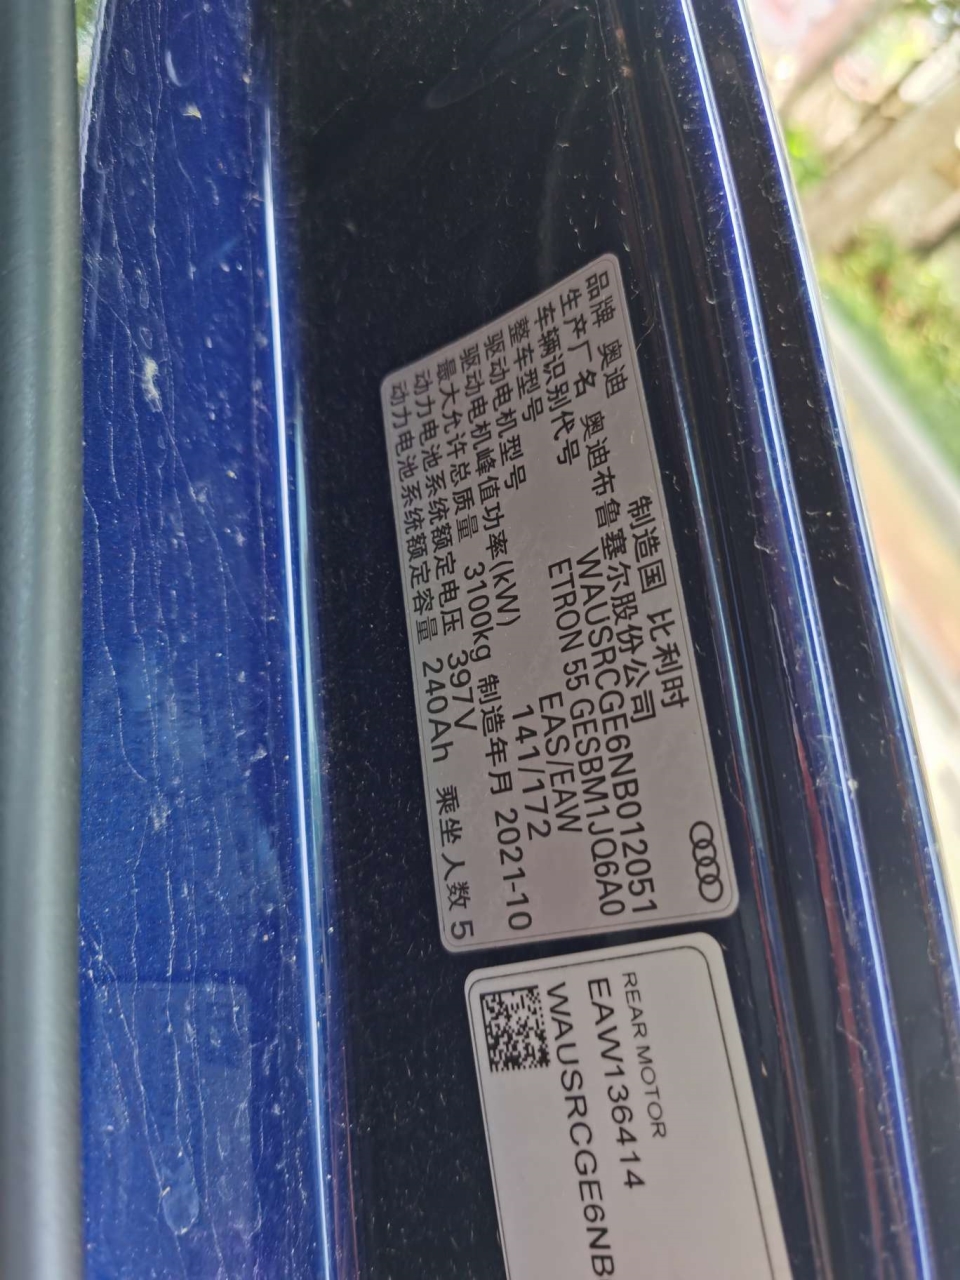 品牌 奥迪 制造国 比利时
生产厂名 奥迪布鲁塞尔股份公司
车辆识别代号 WAUSRCGE6NB012051
整车型号 ETRON 55 GESBM1JQ6A0
驱动电机型号 EAS/EAW
驱动电机峰值功率(kW) 141/172
最大允许总质量 3100kg 制造年月 2021-10
动力电池系统额定电压 397V
动力电池系统额定容量 240Ah 乘坐人数 5
REAR MOTOR
EAW136414
WAUSRCGE6NB